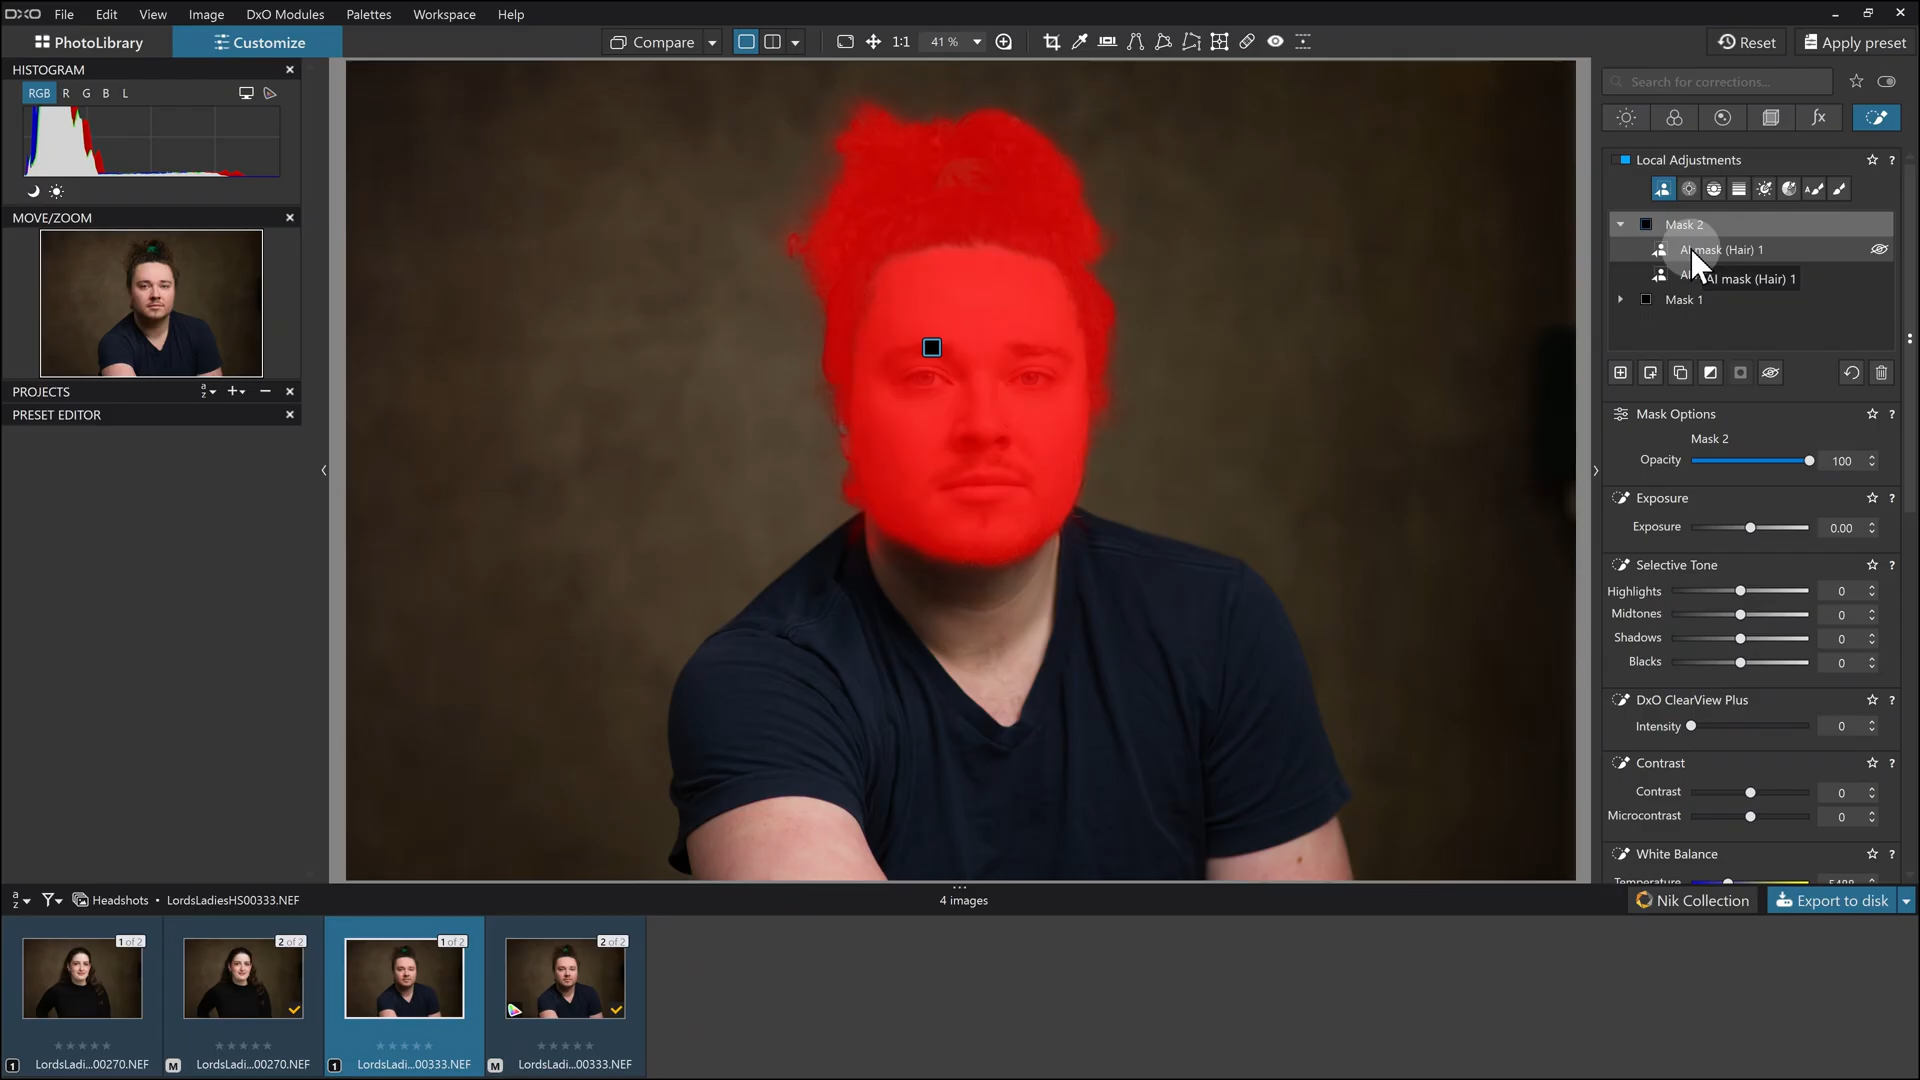 DXO File Edit View Image DxO Modules Palettes Workspace Help
PhotoLibrary Customize Compare 1:1 41 % Reset Apply preset
HISTOGRAM
RGB R G B L
MOVE/ZOOM
PROJECTS
PRESET EDITOR
Search for corrections...
fx
Local Adjustments ?
Mask 2
AI mask (Hair) 1
AI mask (Hair) 1
Mask 1
Mask Options ?
Mask 2
Opacity 100
Exposure ?
Exposure 0.00
Selective Tone ?
Highlights 0
Midtones 0
Shadows 0
Blacks 0
DxO ClearView Plus ?
Intensity 0
Contrast ?
Contrast 0
Microcontrast 0
White Balance ?
Temperature
Headshots • LordsLadiesHS00333.NEF
4 images
Nik Collection Export to disk
1 of 2 2 of 2 1 of 2 2 of 2
1 LordsLadi...00270.NEF M LordsLadi...00270.NEF 1 LordsLadi...00333.NEF M LordsLadi...00333.NEF